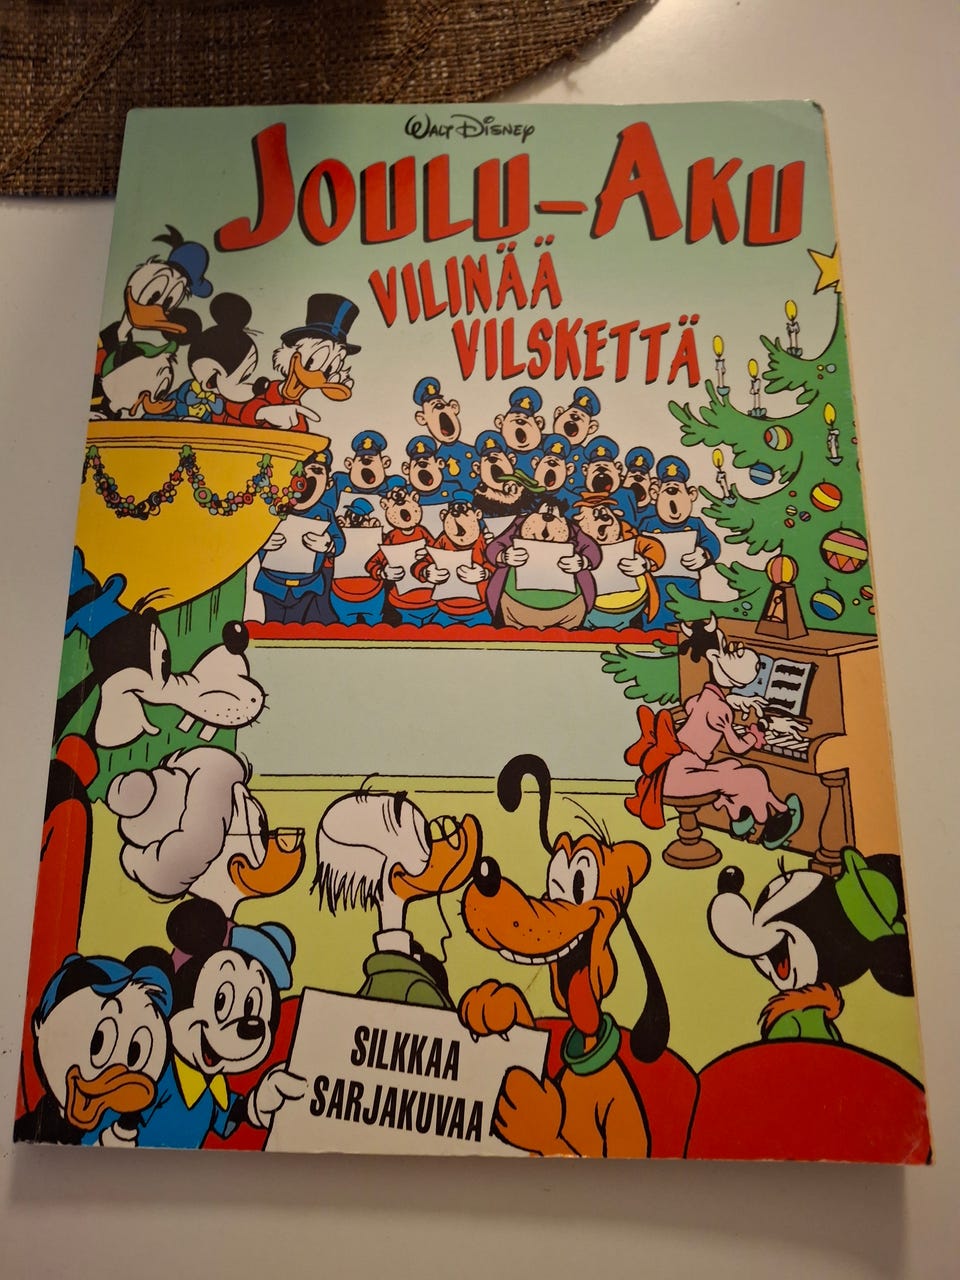 WALT DISNEY
JOULU-AKU
VILINÄÄ
VILSKETTÄ
SILKKAA
SARJAKUVAA